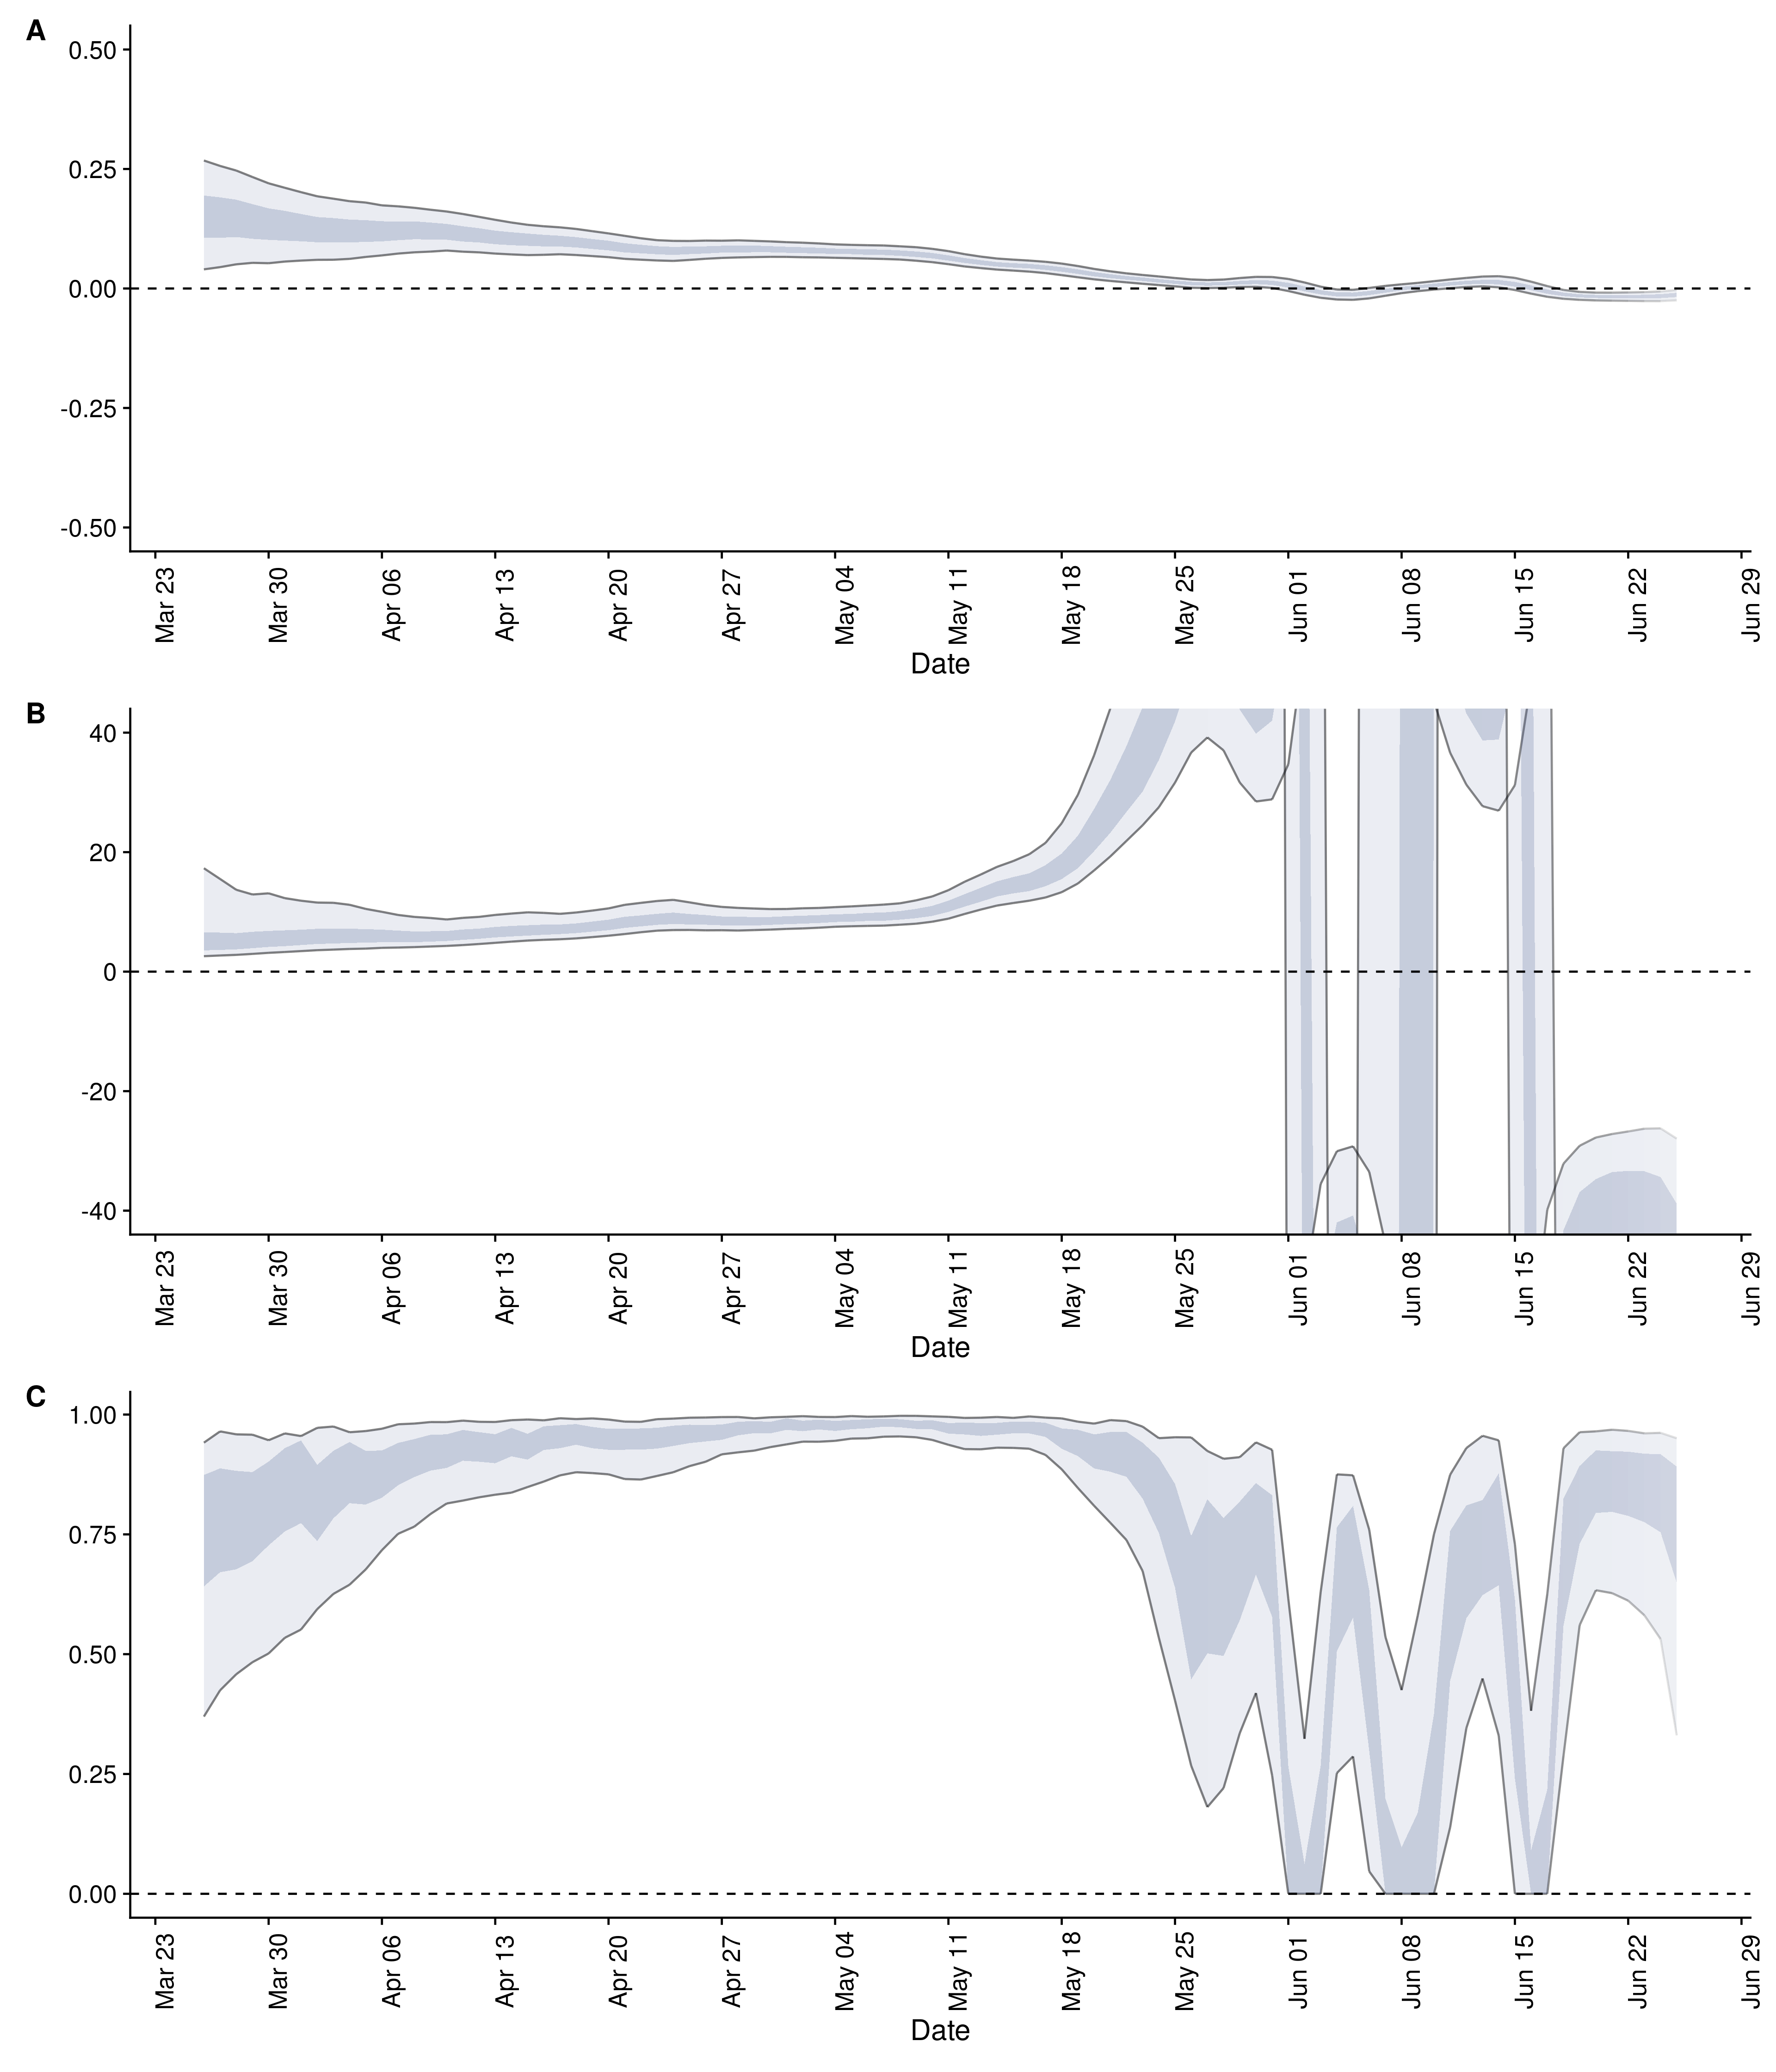 A
0.50
0.25
0.00
-0.25
-0.50
Mar 23
Mar 30
Apr 06
Apr 13
Apr 20
Apr 27
May 04
May 11
May 18
May 25
Jun 01
Jun 08
Jun 15
Jun 22
Jun 29
Date
B
40
20
0
-20
-40
Mar 23
Mar 30
Apr 06
Apr 13
Apr 20
Apr 27
May 04
May 11
May 18
May 25
Jun 01
Jun 08
Jun 15
Jun 22
Jun 29
Date
C
1.00
0.75
0.50
0.25
0.00
Mar 23
Mar 30
Apr 06
Apr 13
Apr 20
Apr 27
May 04
May 11
May 18
May 25
Jun 01
Jun 08
Jun 15
Jun 22
Jun 29
Date